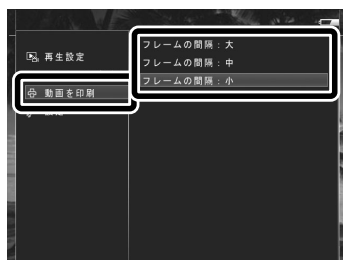 再生設定
動画を印刷
フレームの間隔：大
フレームの間隔：中
フレームの間隔：小